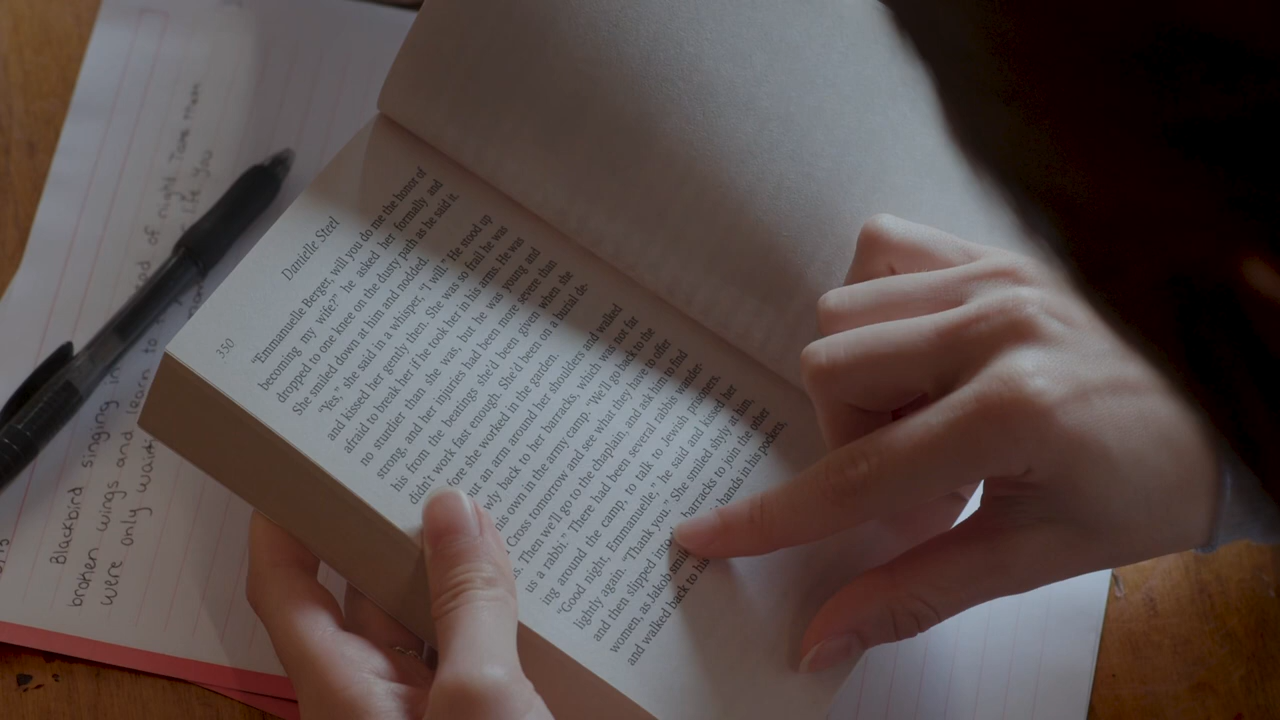 350
Danielle Steel
"Emmanuelle Berger, will you do me the honor of
becoming my wife?" he asked her formally and
dropped to one knee on the dusty path as he said it.
She smiled down at him and nodded.
"Yes, she said in a whisper, "I will." He stood up
and kissed her gently then. She was so frail he was
afraid to break her if he took her in his arms. He was
no sturdier than she was, but he was young and
strong, and her injuries had been more severe than
his from the beatings she'd been given when the
didn't work fast enough. She'd been on a burial de-
fore she worked in the garden.
an arm around her shoulders and walked
back to her barracks, which was not far
his own in the army camp. We'll go back to the
Cross tomorrow and see what they have to offer
Then we'll go to the chaplain, and ask him to find
us a rabbi." There had been several rabbis wander-
ing around the camp, to talk to Jewish prisoners.
"Good night, Emmanuelle," he said and kissed her
lightly again. "Thank you." She smiled shyly at him,
and then slipped into barracks to join the other
women, as Jakob
and walked back to his hands in his pockets.
Blackbird singing in of night Take them
broken wings and learn to
were only waiti